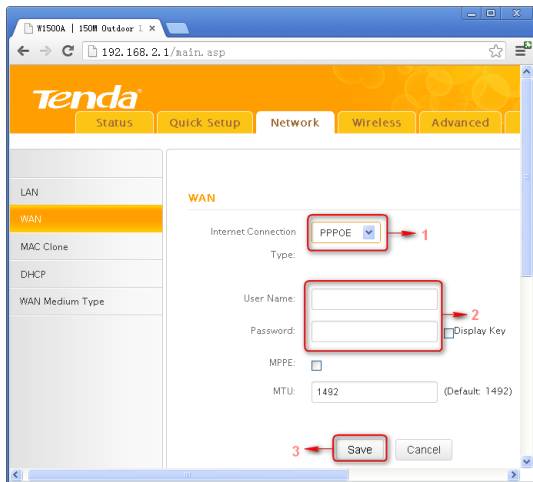 W1500A | 150M Outdoor l
192.168.2.1/main.asp
Tenda
Status Quick Setup Network Wireless Advanced
LAN
WAN
MAC Clone
DHCP
WAN Medium Type
WAN
Internet Connection
Type:
PPPOE
1
User Name:
Password:
2
Display Key
MPPE:
MTU: 1492 (Default: 1492)
3
Save Cancel